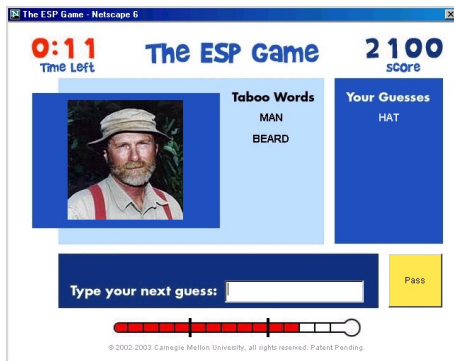 The ESP Game - Netscape 6
0:11
Time Left
The ESP Game
2100
score
Taboo Words
MAN
BEARD
Your Guesses
HAT
Type your next guess:
Pass
© 2002-2003 Carnegie Mellon University, all rights reserved. Patent Pending.